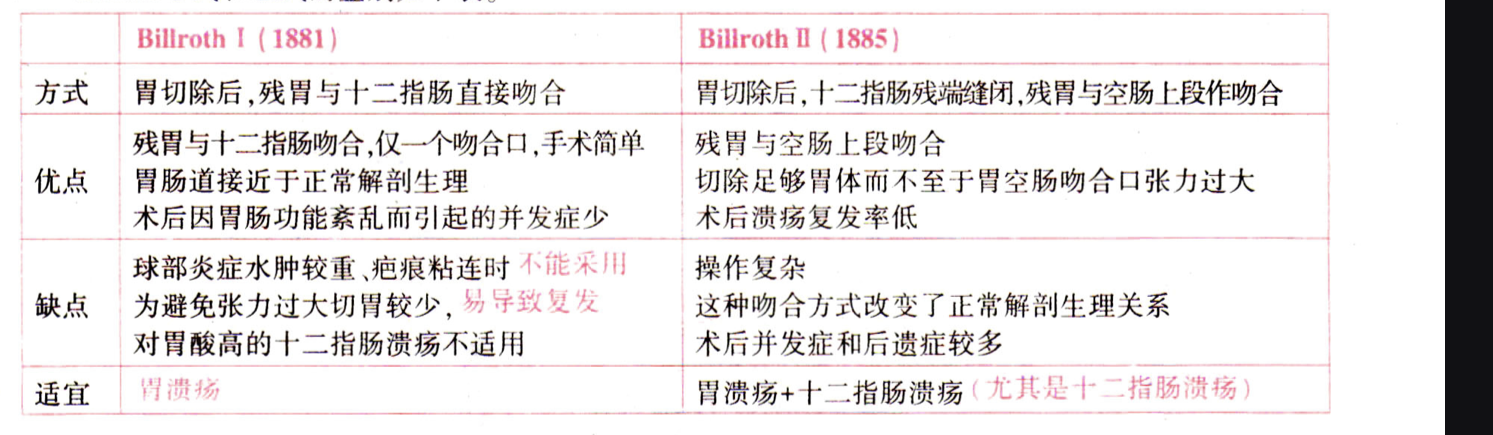 Billroth Ⅰ(1881) Billroth Ⅱ(1885)
方式 胃切除后,残胃与十二指肠直接吻合 胃切除后,十二指肠残端缝闭,残胃与空肠上段作吻合
残胃与十二指肠吻合,仅一个吻合口,手术简单 残胃与空肠上段吻合
优点 胃肠道接近于正常解剖生理 切除足够胃体而不至于胃空肠吻合口张力过大
术后因胃肠功能紊乱而引起的并发症少 术后溃疡复发率低
球部炎症水肿较重、疤痕粘连时不能采用 操作复杂
缺点 为避免张力过大切胃较少,易导致复发 这种吻合方式改变了正常解剖生理关系
对胃酸高的十二指肠溃疡不适用 术后并发症和后遗症较多
适宜 胃溃疡 胃溃疡+十二指肠溃疡(尤其是十二指肠溃疡)